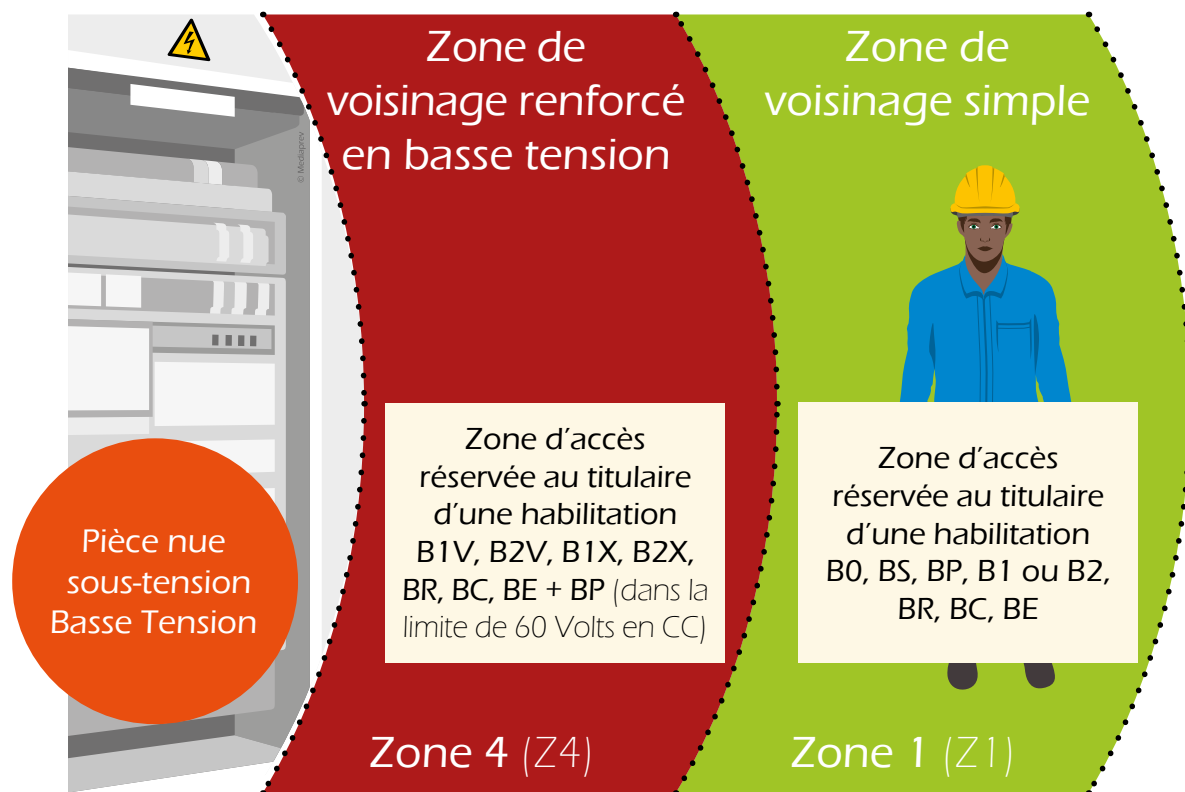 Zone de
voisinage renforcé
en basse tension
Zone de
voisinage simple
© Mediaprev
Pièce nue
sous-tension
Basse Tension
Zone d'accès
réservée au titulaire
d'une habilitation
B1V, B2V, B1X, B2X,
BR, BC, BE + BP (dans la
limite de 60 Volts en CC)
Zone d'accès
réservée au titulaire
d'une habilitation
B0, BS, BP, B1 ou B2,
BR, BC, BE
Zone 4 (Z4)
Zone 1 (Z1)